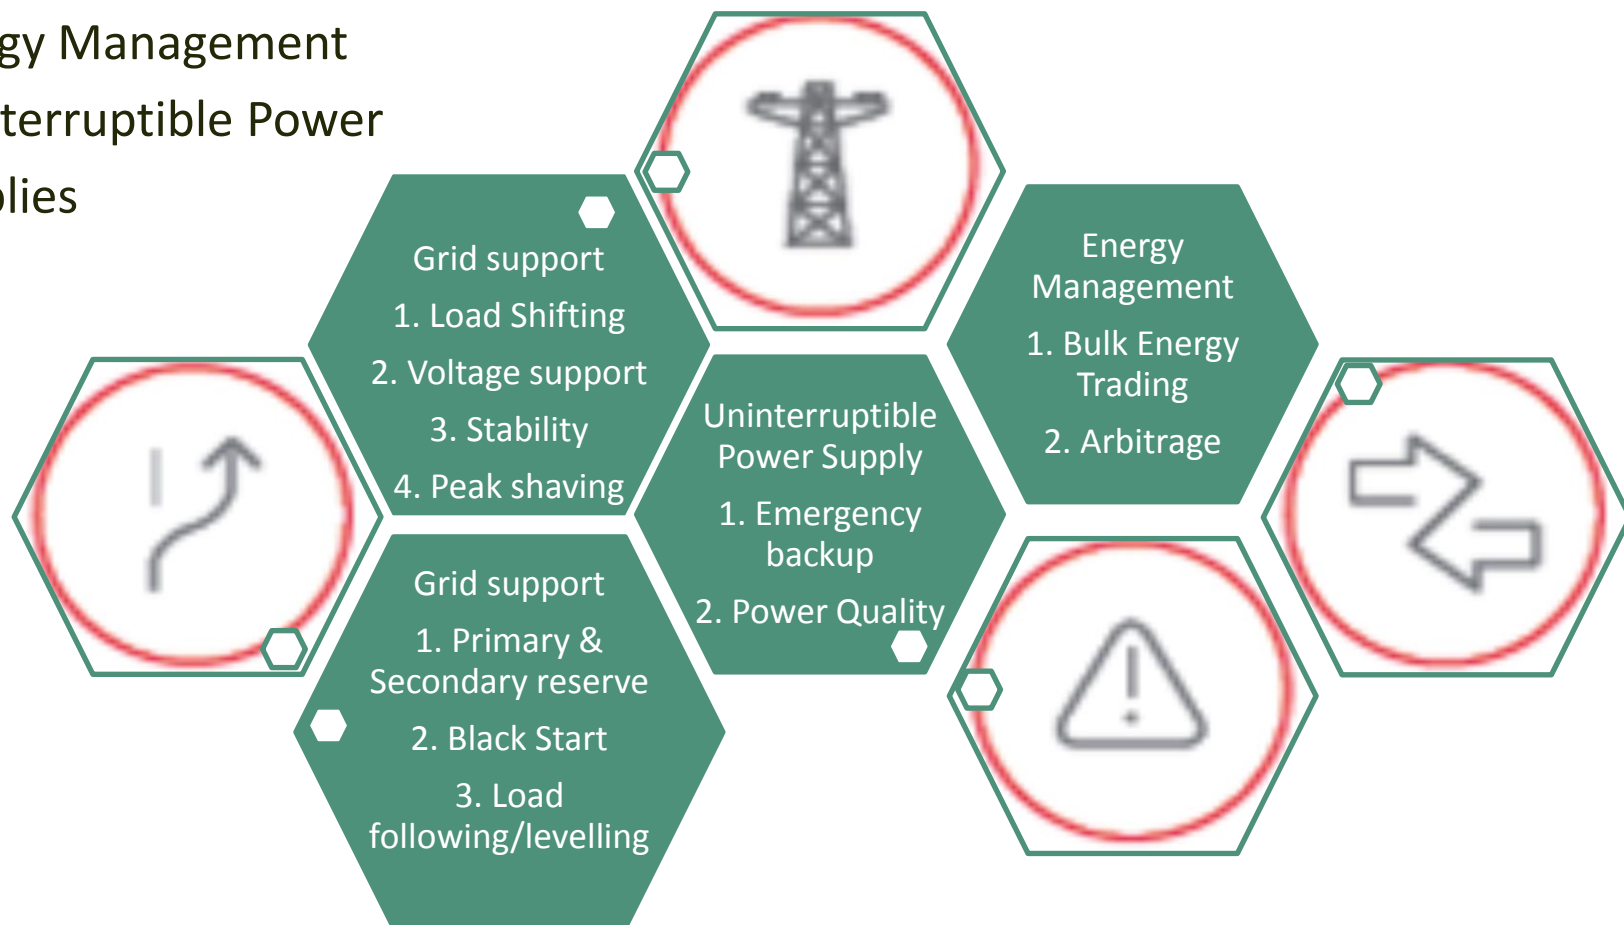 gy Management
terruptible Power
plies
Grid support
1. Load Shifting
2. Voltage support
3. Stability
4. Peak shaving
Energy
Management
1. Bulk Energy
Trading
2. Arbitrage
Uninterruptible
Power Supply
1. Emergency
backup
2. Power Quality
Grid support
1. Primary &
Secondary reserve
2. Black Start
3. Load
following/levelling